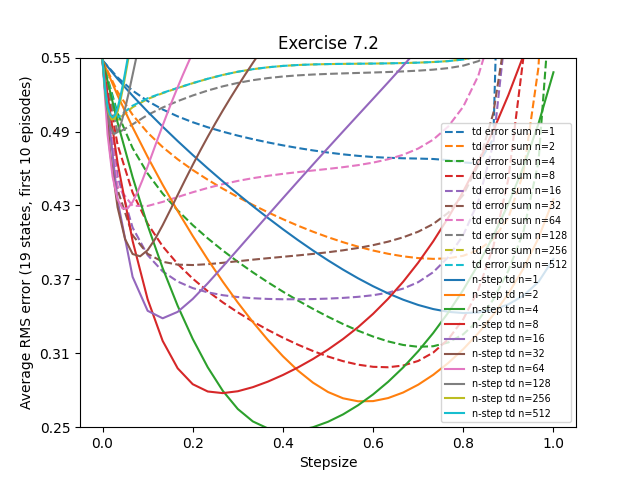 Exercise 7.2
Average RMS error (19 states, first 10 episodes)
0.55
0.49
0.43
0.37
0.31
0.25
0.0 0.2 0.4 0.6 0.8 1.0
Stepsize
td error sum n=1
td error sum n=2
td error sum n=4
td error sum n=8
td error sum n=16
td error sum n=32
td error sum n=64
td error sum n=128
td error sum n=256
td error sum n=512
n-step td n=1
n-step td n=2
n-step td n=4
n-step td n=8
n-step td n=16
n-step td n=32
n-step td n=64
n-step td n=128
n-step td n=256
n-step td n=512